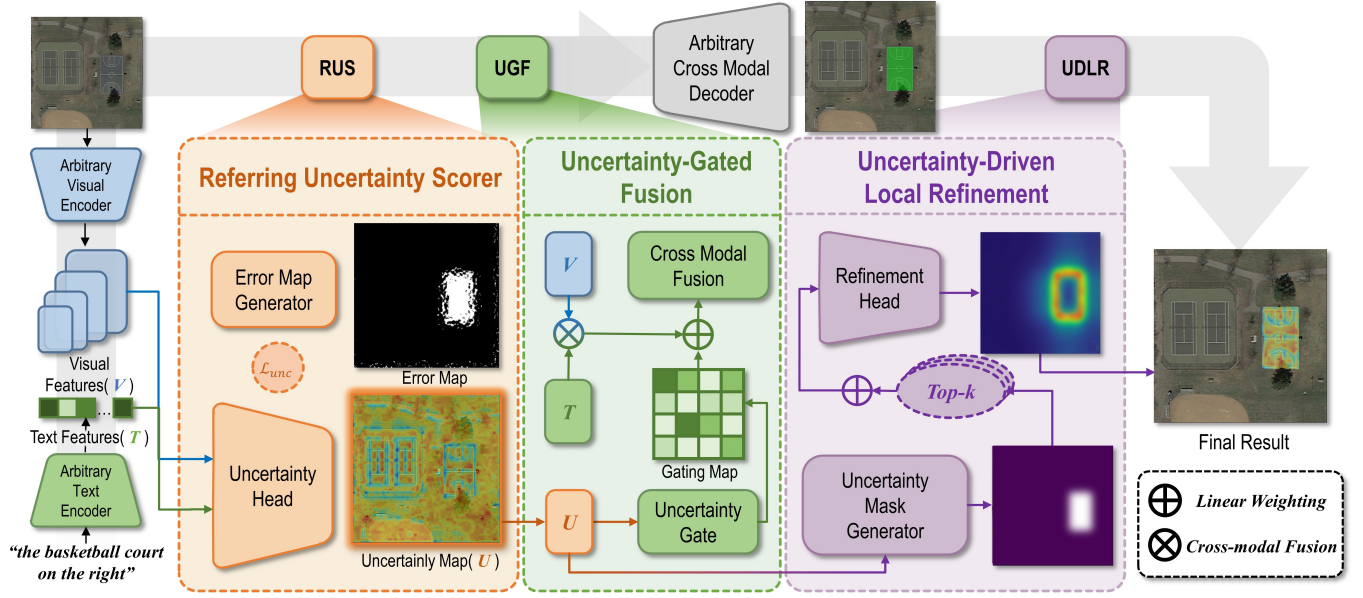 RUS
UGF
Arbitrary
Cross Modal
Decoder
UDLR
Arbitrary
Visual
Encoder
Visual
Features( V )
...
Text Features( T )
Arbitrary
Text
Encoder
“the basketball court
on the right”
Referring Uncertainty Scorer
Error Map
Generator
Error Map
ℒunc
Uncertainty
Head
Uncertainly Map( U )
Uncertainty-Gated
Fusion
V
Cross Modal
Fusion
T
Gating Map
U
Uncertainty
Gate
Uncertainty-Driven
Local Refinement
Refinement
Head
Top-k
Uncertainty
Mask
Generator
Final Result
Linear Weighting
Cross-modal Fusion